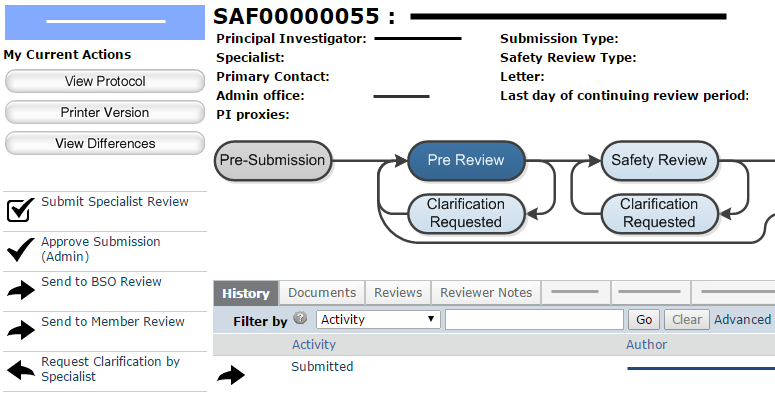 SAF00000055 :
My Current Actions
View Protocol
Printer Version
View Differences
Submit Specialist Review
Approve Submission
(Admin)
Send to BSO Review
Send to Member Review
Request Clarification by
Specialist
Principal Investigator:
Specialist:
Primary Contact:
Admin office:
PI proxies:
Submission Type:
Safety Review Type:
Letter:
Last day of continuing review period:
Pre-Submission
Pre Review
Safety Review
Clarification
Requested
Clarification
Requested
History Documents Reviews Reviewer Notes
Filter by ? Activity Go Clear Advanced
Activity Author
Submitted